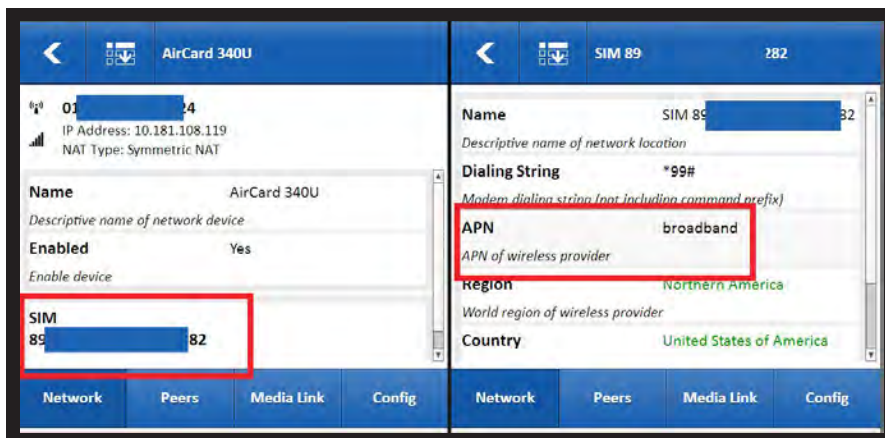 AirCard 340U
01 24
IP Address: 10.181.108.119
NAT Type: Symmetric NAT
Name AirCard 340U
Descriptive name of network device
Enabled Yes
Enable device
SIM
89 82
Network Peers Media Link Config
SIM 89 282
Name SIM 89 82
Descriptive name of network location
Dialing String *99#
Modem dialing string (not including command prefix)
APN broadband
APN of wireless provider
Region Northern America
World region of wireless provider
Country United States of America
Network Peers Media Link Config